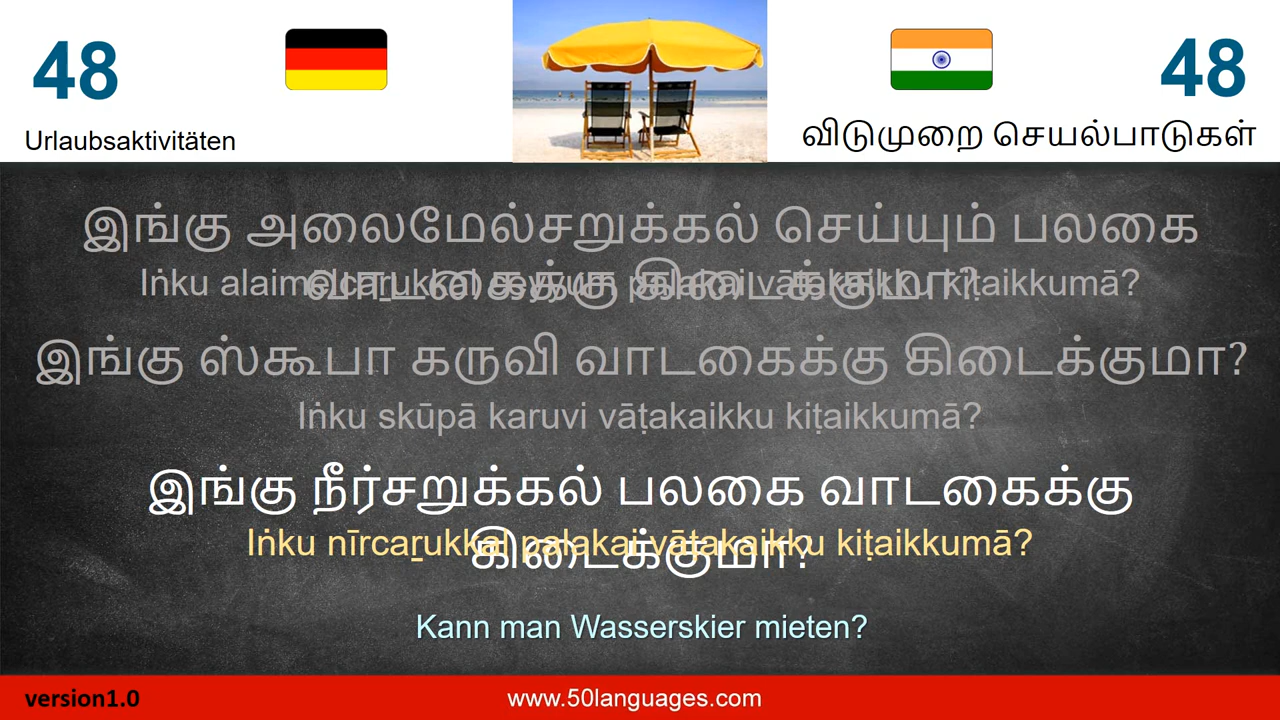 48
48
Urlaubsaktivitäten
விடுமுறை செயல்பாடுகள்
இங்கு அலைமேல்சறுக்கல் செய்யும் பலகை
வாடகைக்கு கிடைக்குமா?
Iṅku alaimēlcaṟukkal ceyyum palakai vāṭakaikku kiṭaikkumā?
இங்கு ஸ்கூபா கருவி வாடகைக்கு கிடைக்குமா?
Iṅku skūpā karuvi vāṭakaikku kiṭaikkumā?
இங்கு நீர்சறுக்கல் பலகை வாடகைக்கு
கிடைக்குமா?
Iṅku nīrcaṟukkal palakai vāṭakaikku kiṭaikkumā?
Kann man Wasserskier mieten?
version1.0
www.50languages.com